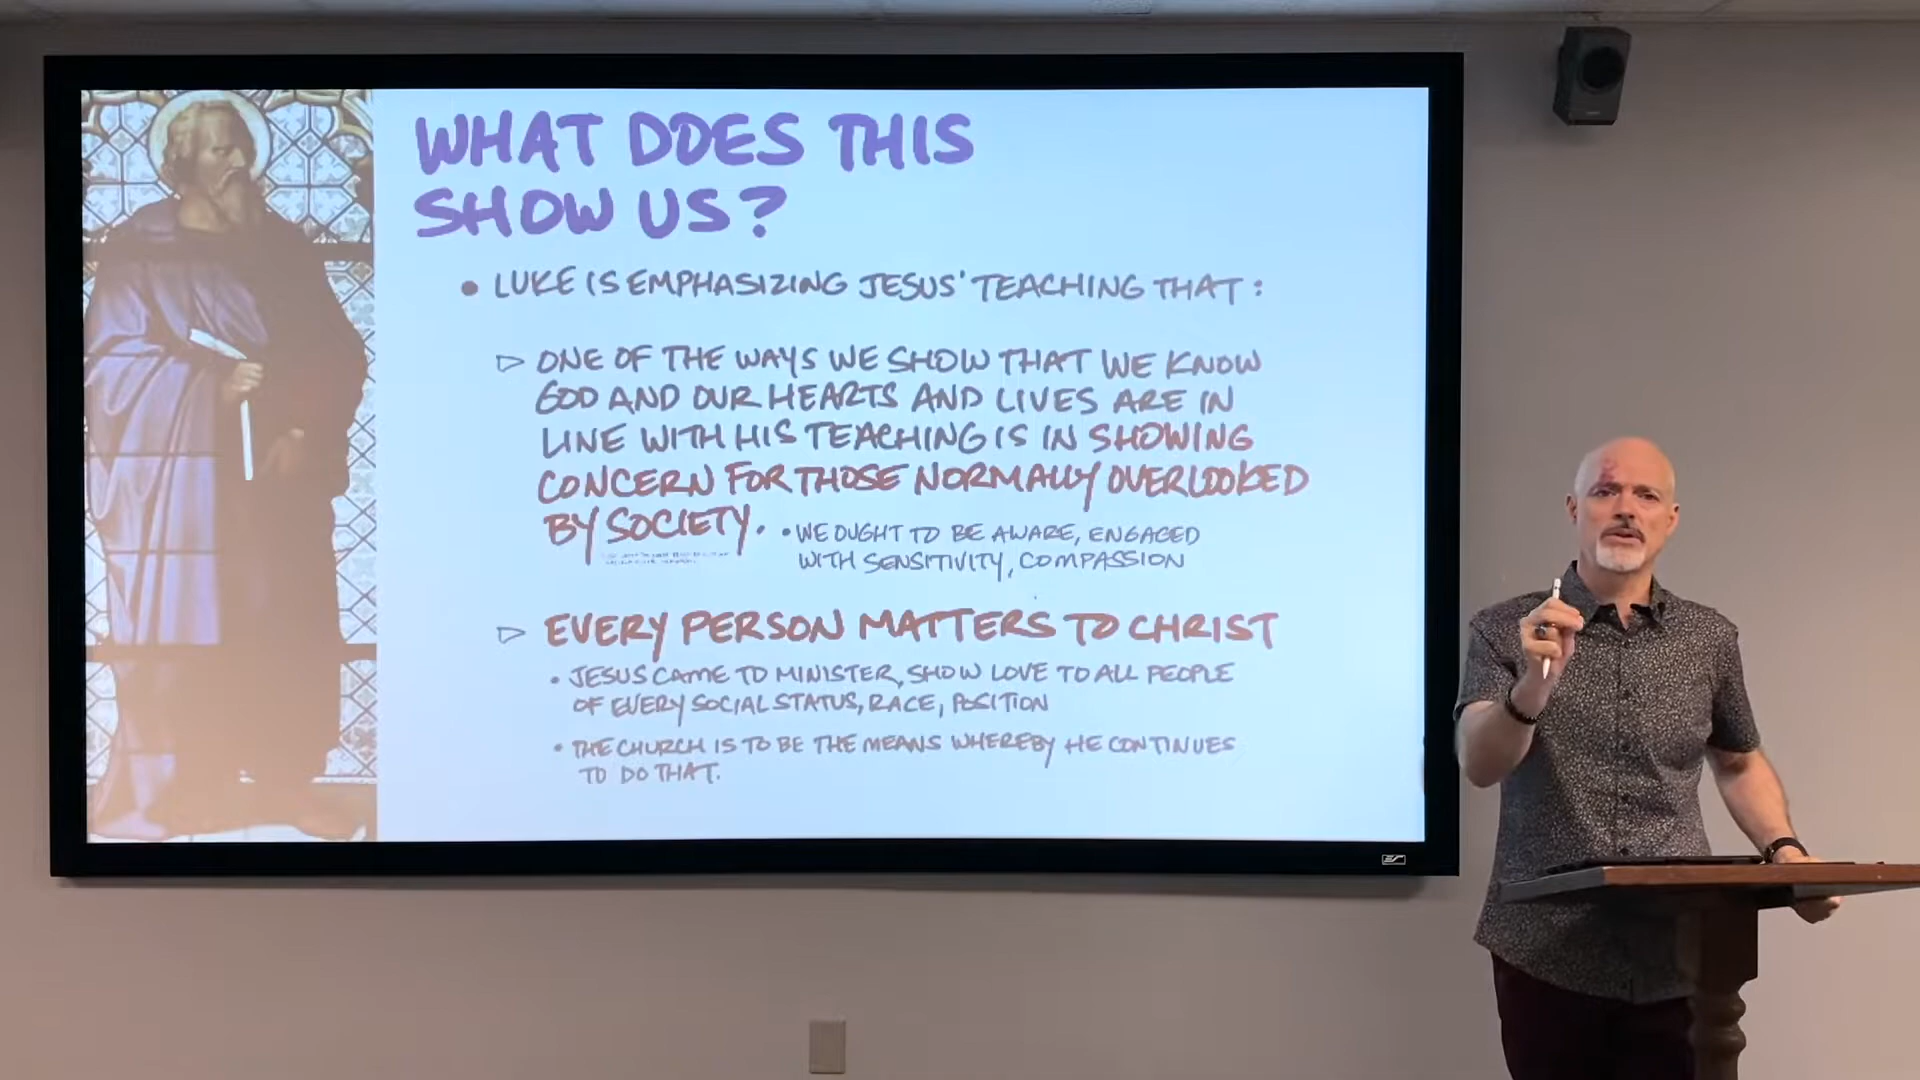 WHAT DOES THIS
SHOW US?
• LUKE IS EMPHASIZING JESUS' TEACHING THAT:
▷ ONE OF THE WAYS WE SHOW THAT WE KNOW
GOD AND OUR HEARTS AND LIVES ARE IN
LINE WITH HIS TEACHING IS IN SHOWING
CONCERN FOR THOSE NORMALLY OVERLOOKED
BY SOCIETY.
• WE OUGHT TO BE AWARE, ENGAGED
WITH SENSITIVITY, COMPASSION
▷ EVERY PERSON MATTERS TO CHRIST
• JESUS CAME TO MINISTER, SHOW LOVE TO ALL PEOPLE
OF EVERY SOCIAL STATUS, RACE, POSITION
• THE CHURCH IS TO BE THE MEANS WHEREBY HE CONTINUES
TO DO THAT.